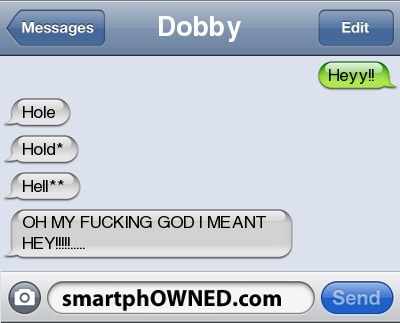 Messages
Dobby
Edit
Heyy!!
Hole
Hold*
Hell**
OH MY FUCKING GOD I MEANT
HEY!!!!!.....
smartphOWNED.com
Send